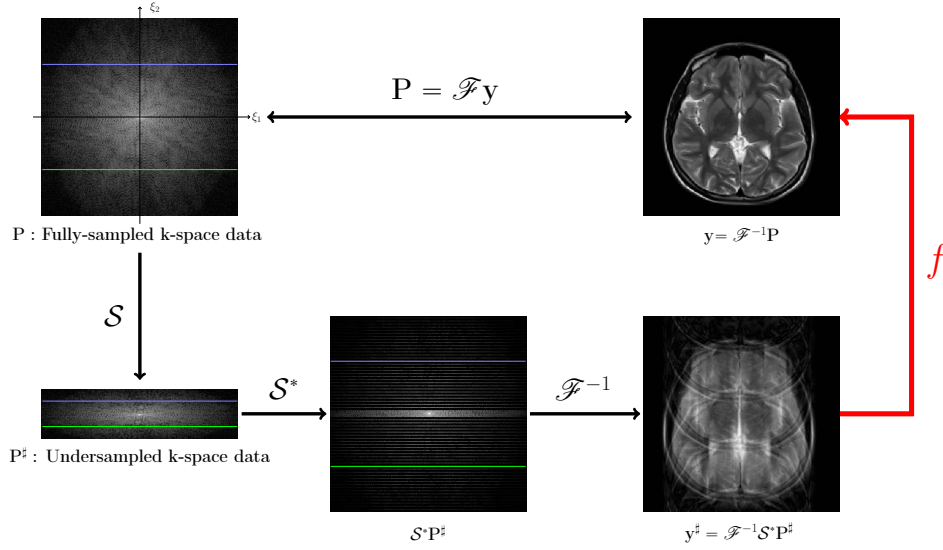 ξ₂
ξ₁
P = ℱy
P : Fully-sampled k-space data
y= ℱ⁻¹P
f
𝒮
𝒮*
ℱ⁻¹
P♯ : Undersampled k-space data
𝒮*P♯
y♯ = ℱ⁻¹𝒮*P♯